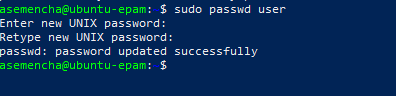 asemencha@ubuntu-epam: $ sudo passwd user
Enter new UNIX password:
Retype new UNIX password:
passwd: password updated successfully
asemencha@ubuntu-epam: $